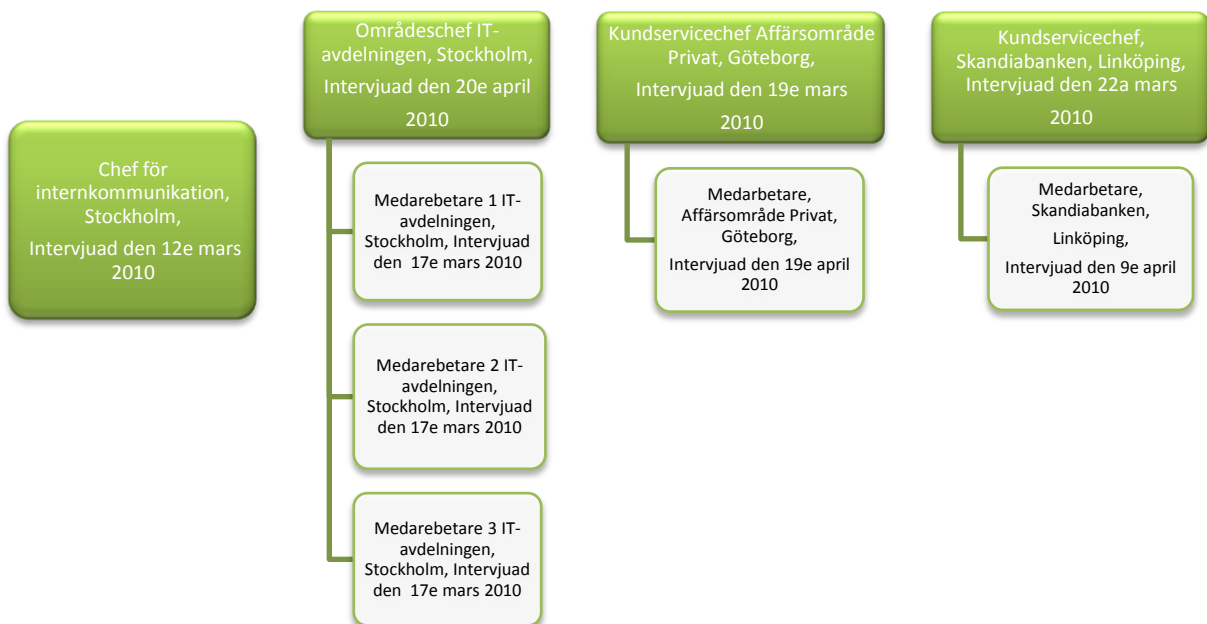 Chef för
internkommunikation,
Stockholm,
Intervjuad den 12e mars
2010
Områdeschef IT-
avdelningen, Stockholm,
Intervjuad den 20e april
2010
Medarebetare 1 IT-
avdelningen,
Stockholm, Intervjuad
den 17e mars 2010
Medarebetare 2 IT-
avdelningen,
Stockholm, Intervjuad
den 17e mars 2010
Medarebetare 3 IT-
avdelningen,
Stockholm, Intervjuad
den 17e mars 2010
Kundservicechef Affärsområde
Privat, Göteborg,
Intervjuad den 19e mars
2010
Medarbetare,
Affärsområde Privat,
Göteborg,
Intervjuad den 19e april
2010
Kundservicechef,
Skandiabanken, Linköping,
Intervjuad den 22a mars
2010
Medarbetare,
Skandiabanken,
Linköping,
Intervjuad den 9e april
2010